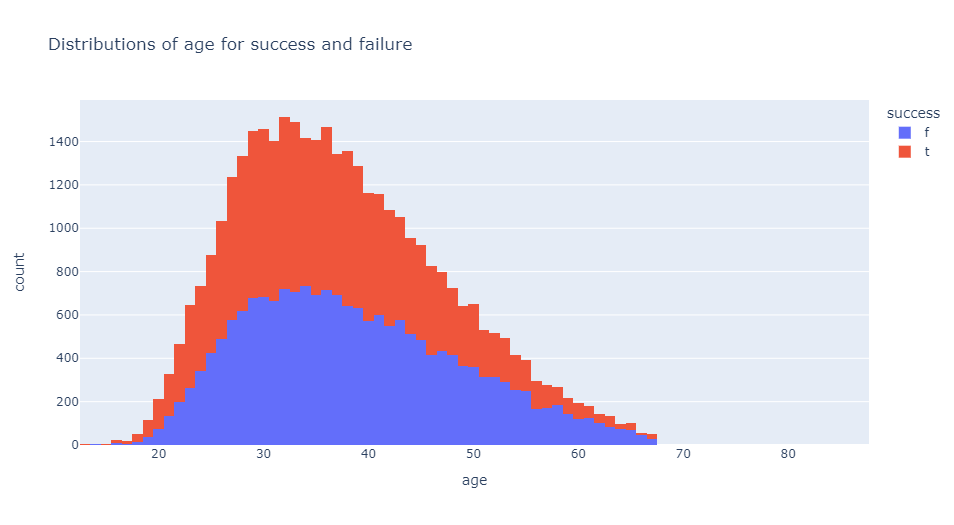 Distributions of age for success and failure
success
f
t
count
1400
1200
1000
800
600
400
200
0
20 30 40 50 60 70 80
age